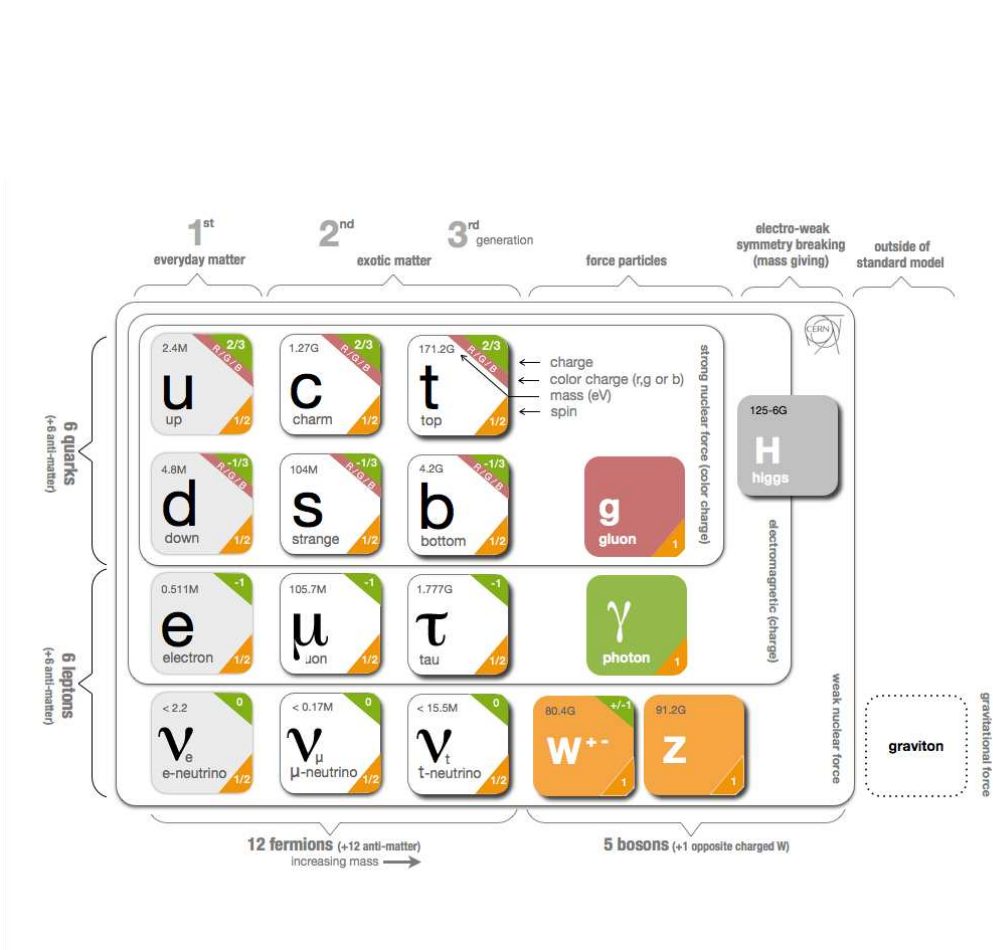 1st
2nd
3rd generation
everyday matter
exotic matter
force particles
electro-weak
symmetry breaking
(mass giving)
outside of
standard model
CERN
6 quarks
(+6 anti-matter)
6 leptons
(+6 anti-matter)
2.4M
2/3
R/G/B
u
up
1/2
1.27G
2/3
R/G/B
c
charm
1/2
171.2G
2/3
R/G/B
t
top
1/2
charge
color charge (r,g or b)
mass (eV)
spin
4.8M
-1/3
R/G/B
d
down
1/2
104M
-1/3
R/G/B
s
strange
1/2
4.2G
-1/3
R/G/B
b
bottom
1/2
g
gluon
1
strong nuclear force (color charge)
125-6G
H
higgs
0.511M
-1
e
electron
1/2
105.7M
-1
μ
uon
1/2
1.777G
-1
τ
tau
1/2
γ
photon
1
electromagnetic (charge)
< 2.2
0
νe
e-neutrino
1/2
< 0.17M
0
νμ
μ-neutrino
1/2
< 15.5M
0
νt
t-neutrino
1/2
80.4G
+/-1
W+-
1
91.2G
Z
1
weak nuclear force
graviton
gravitational force
12 fermions (+12 anti-matter)
increasing mass
5 bosons (+1 opposite charged W)